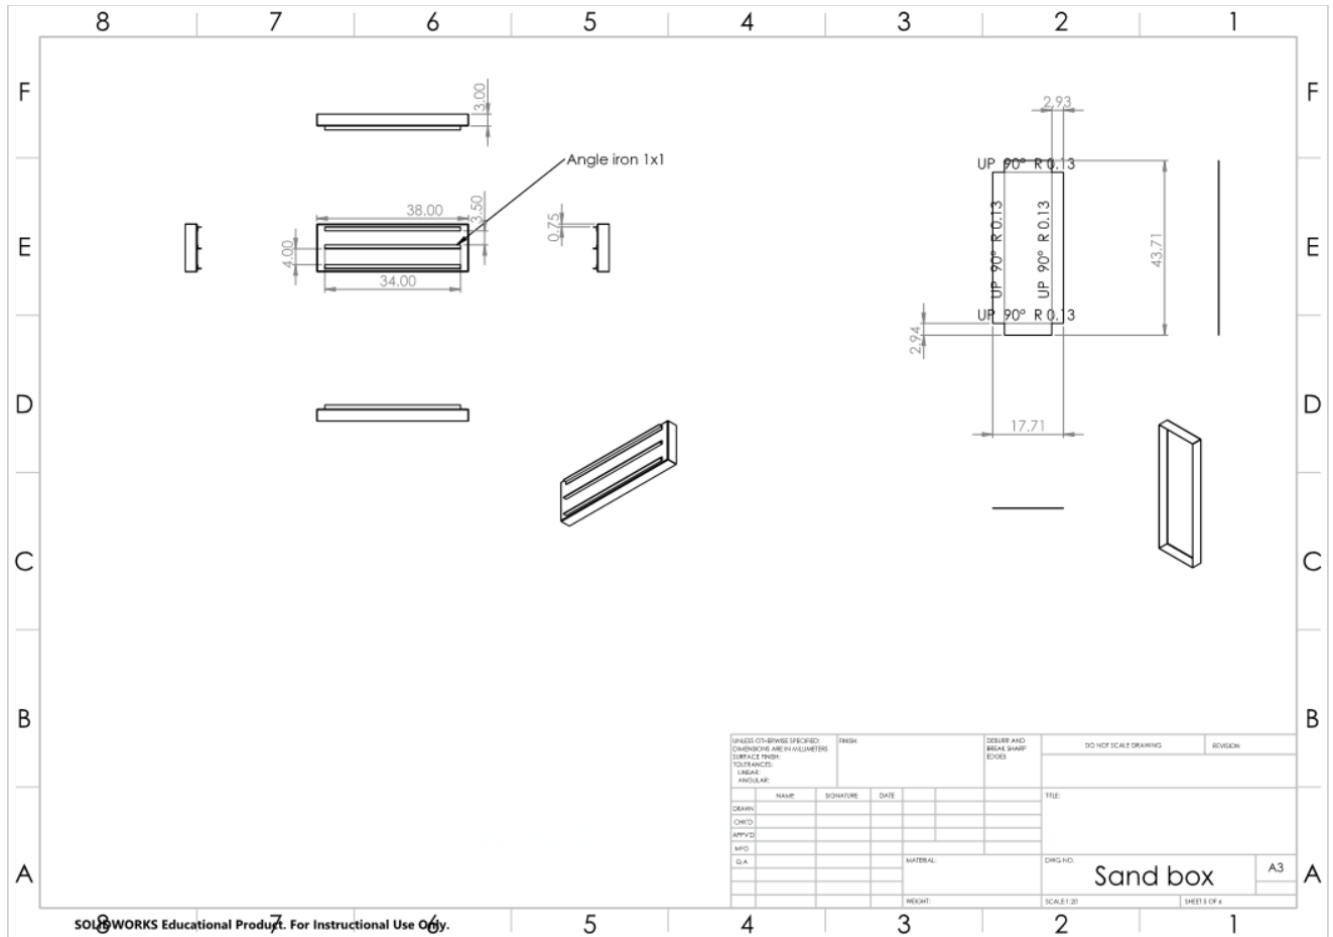 8 7 6 5 4 3 2 1
F F
3.00
2.93
Angle iron 1x1
UP 90° R 0.13
38.00
3.50
0.75
4.00
34.00
E E
UP 90° R 0.13
UP 90° R 0.13
43.71
UP 90° R 0.13
2.94
D D
17.71
C C
B B
UNLESS OTHERWISE SPECIFIED:
DIMENSIONS ARE IN MILLIMETERS
SURFACE FINISH:
TOLERANCES:
LINEAR:
ANGULAR:
FINISH:
DEBURR AND
BREAK SHARP
EDGES
DO NOT SCALE DRAWING
REVISION
NAME SIGNATURE DATE
TITLE:
DRAWN
CHK'D
APPV'D
MFG
Q.A
MATERIAL:
DWG NO.
Sand box
A3
A A
WEIGHT:
SCALE:1:20
SHEET 5 OF 6
SOLIDWORKS Educational Product. For Instructional Use Only.
8 7 6 5 4 3 2 1